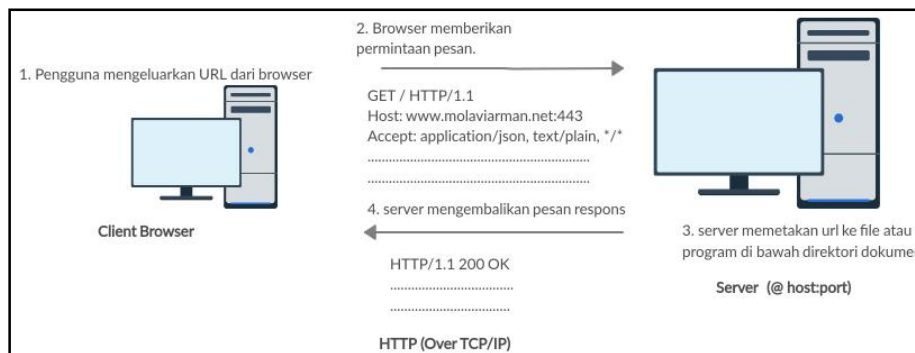 1. Pengguna mengeluarkan URL dari browser
Client Browser
2. Browser memberikan
permintaan pesan.
GET / HTTP/1.1
Host: www.molaviarman.net:443
Accept: application/json, text/plain, */*
............................................................
............................................................
4. server mengembalikan pesan respons
HTTP/1.1 200 OK
.................................
.................................
HTTP (Over TCP/IP)
3. server memetakan url ke file atau
program di bawah direktori dokume
Server (@ host:port)